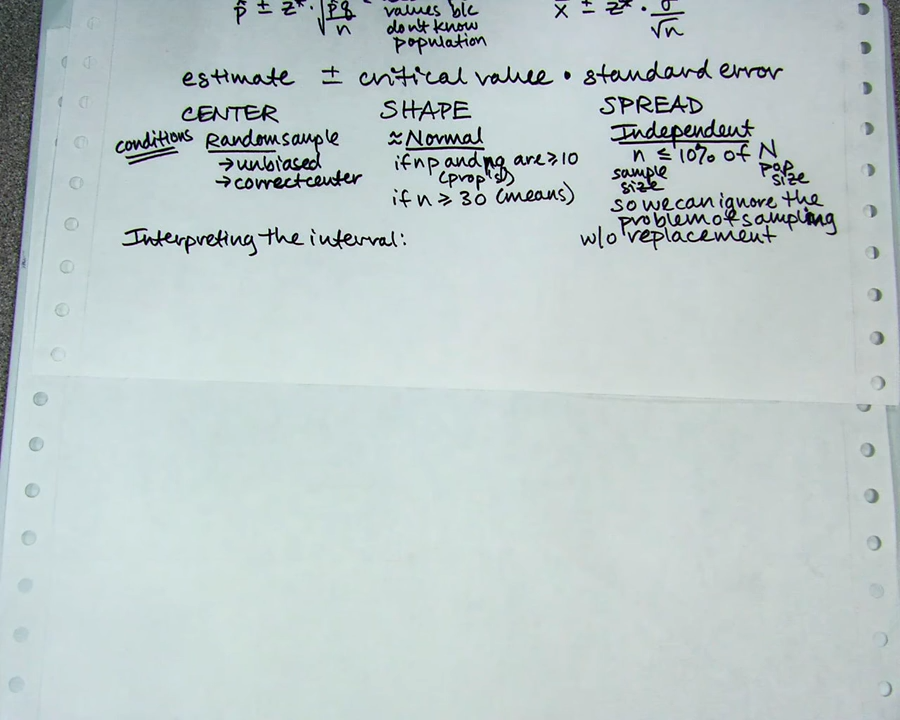 p̂ ± z* · √(p̂q̂/n) values b/c x̄ ± z* · σ/√n
don't know
population
estimate ± critical value • standard error
CENTER SHAPE SPREAD
conditions Random sample ≈ Normal Independent
→ unbiased if np and nq are ≥ 10 n ≤ 10% of N
→ correct center (prop's) sample size pop size
if n ≥ 30 (means) so we can ignore the
problem of sampling
Interpreting the interval: w/o replacement